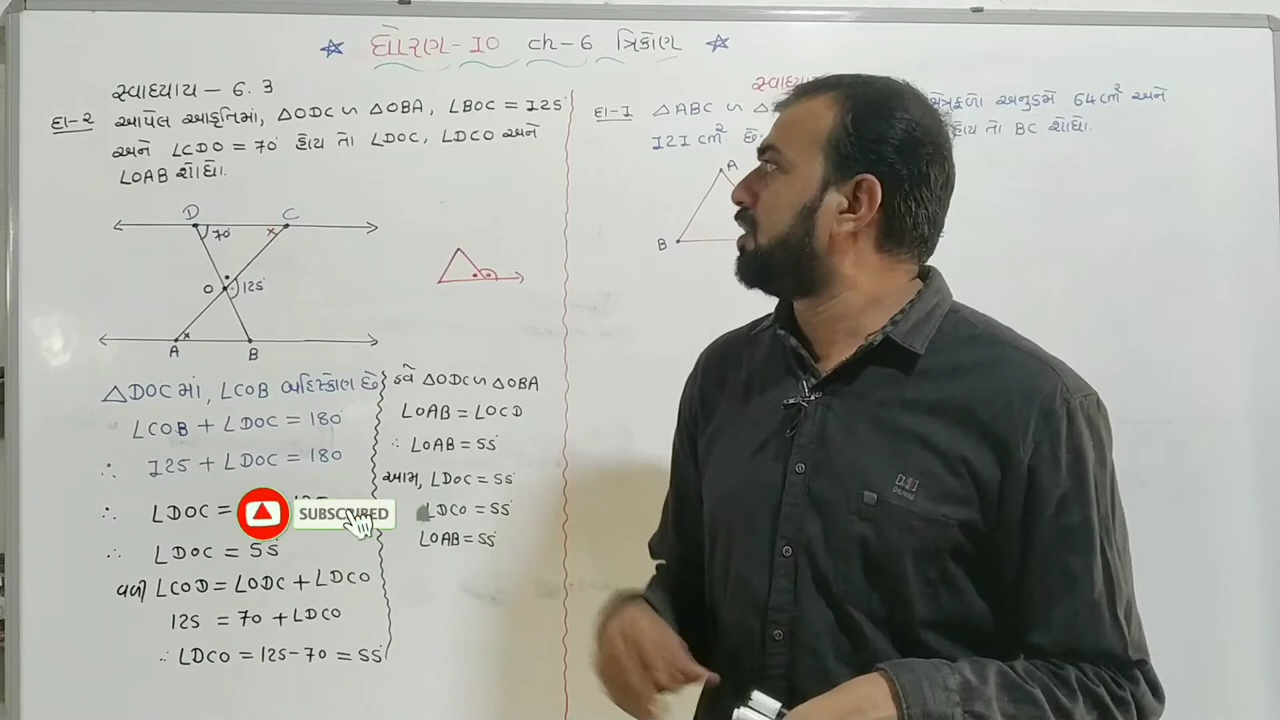 ધોરણ-10 ch-6 ત્રિકોણ
સ્વાધ્યાય - 6.3
દા-2 આપેલ આકૃતિમાં, △ODC ∽ △OBA, ∠BOC = 125°
અને ∠CDO = 70° હોય તો ∠DOC, ∠DCO અને
∠OAB શોધો.
D C
70° x
O 125°
x
A B
△DOC માં, ∠COB બહિષ્કોણ છે
∠COB + ∠DOC = 180°
∴ 125 + ∠DOC = 180
∴ ∠DOC =
∴ ∠DOC = 55°
વળી ∠COD = ∠ODC + ∠DCO
125 = 70 + ∠DCO
∴ ∠DCO = 125 - 70 = 55°
હવે △ODC ∽ △OBA
∠OAB = ∠OCD
∴ ∠OAB = 55°
આમ, ∠DOC = 55°
∠DCO = 55°
∠OAB = 55°
SUBSCRIBED
દા-1 △ABC ∽ અનુક્રમે 64 cm² અને
121 cm² છે. હોય તો BC શોધો.
A
B
DENIM